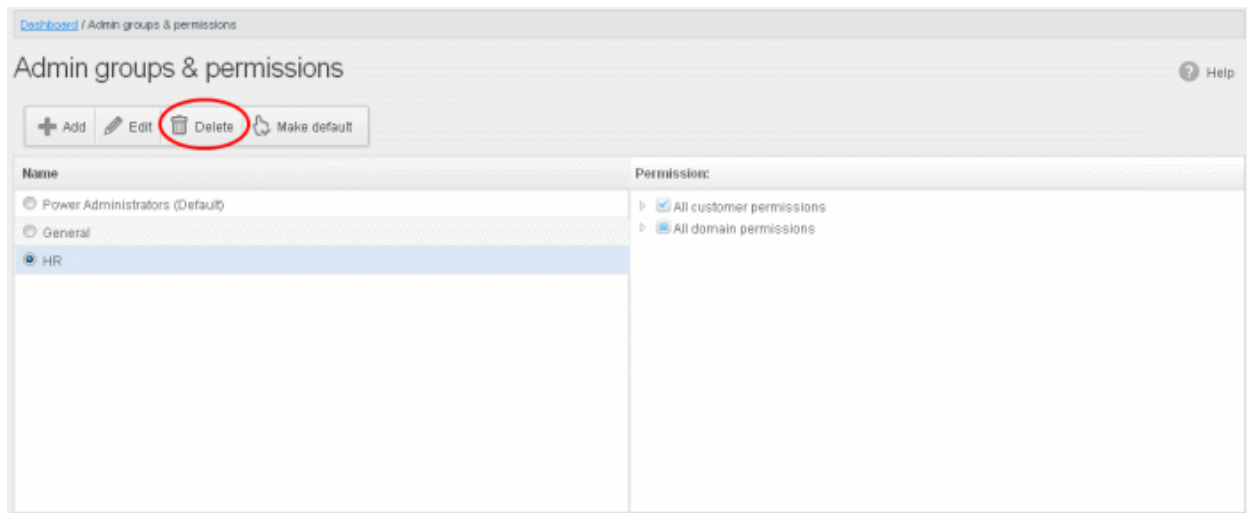 Dashboard / Admin groups & permissions
Admin groups & permissions
Help
Add Edit Delete Make default
Name Permission:
Power Administrators (Default) All customer permissions
General All domain permissions
HR